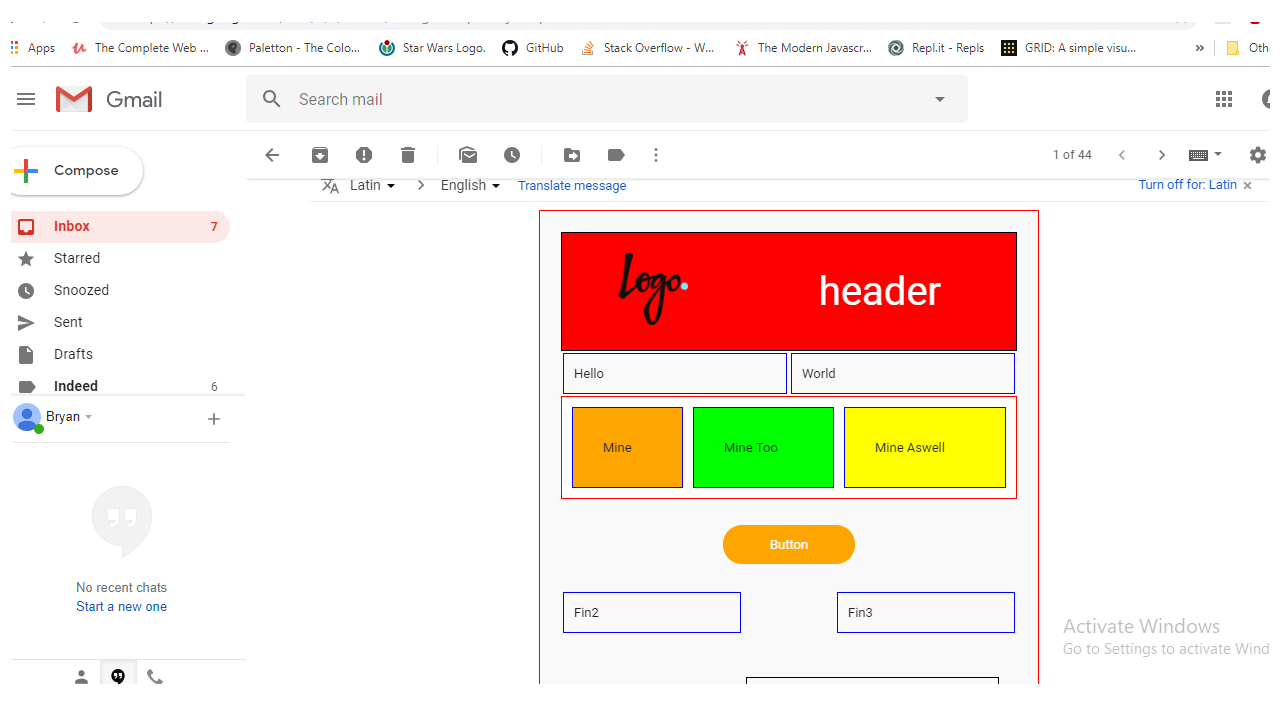 Apps The Complete Web ... Paletton - The Colo... Star Wars Logo. GitHub Stack Overflow - W... The Modern Javascr... Repl.it - Repls GRID: A simple visu... » Oth
Gmail Search mail
Compose 1 of 44
Latin English Translate message Turn off for: Latin ×
Inbox 7
Starred
Snoozed
Sent
Drafts
Indeed 6
Bryan +
No recent chats
Start a new one
Logo. header
Hello World
Mine Mine Too Mine Aswell
Button
Fin2 Fin3
Activate Windows
Go to Settings to activate Wind